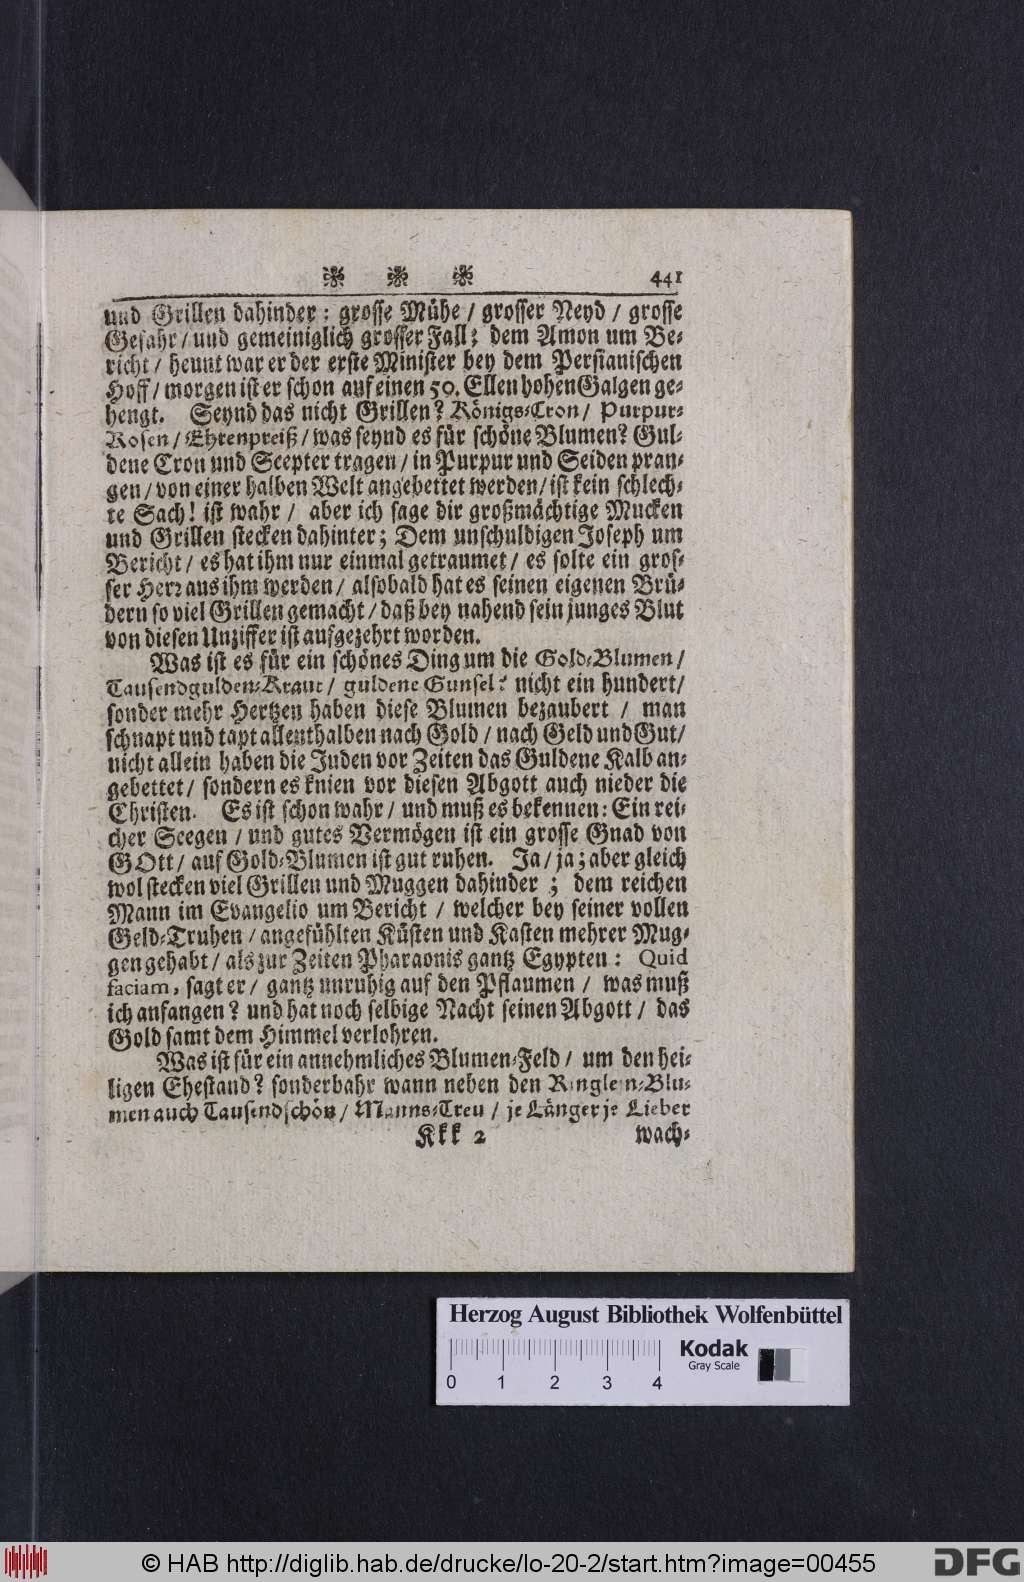 441
und Grillen dahinder: grosse Mühe / grosser Neyd / grosse
Gefahr / und gemeiniglich grosser Fall; dem Amon um Be-
richt / heunt war er der erste Minister bey dem Persianischen
Hoff / morgen ist er schon auf einen 50. Ellen hohen Galgen ge-
hengt. Seynd das nicht Grillen? Königs-Cron / Purpur-
Rosen / Ehrenpreiß / was seynd es für schöne Blumen? Gul-
dene Cron und Scepter tragen / in Purpur und Seiden pran-
gen / von einer halben Welt angebettet werden / ist kein schlech-
te Sach! ist wahr / aber ich sage dir großmächtige Mucken
und Grillen stecken dahinter; Dem unschuldigen Joseph um
Bericht / es hat ihm nur einmal getraumet / es solte ein gros-
ser Herr aus ihm werden / alsobald hat es seinen eigenen Brü-
dern so viel Grillen gemacht / daß bey nahend sein junges Blut
von diesen Unziffer ist aufgezehrt worden.
Was ist es für ein schönes Ding um die Gold-Blumen /
Tausendgulden-Kraut / guldene Gunsel? nicht ein hundert /
sonder mehr Hertzen haben diese Blumen bezaubert / man
schnapt und tapt allenthalben nach Gold / nach Geld und Gut /
nicht allein haben die Juden vor Zeiten das Guldene Kalb an-
gebettet / sondern es knien vor diesen Abgott auch nieder die
Christen. Es ist schon wahr / und muß es bekennen: Ein rei-
cher Seegen / und gutes Vermögen ist ein grosse Gnad von
GOtt / auf Gold-Blumen ist gut ruhen. Ja / ja; aber gleich
wol stecken viel Grillen und Muggen dahinder; dem reichen
Mann im Evangelio um Bericht / welcher bey seiner vollen
Geld-Truhen / angefühlten Küsten und Kasten mehrer Mug-
gen gehabt / als zur Zeiten Pharaonis gantz Egypten: Quid
faciam, sagt er / gantz unruhig auf den Pflaumen / was muß
ich anfangen? und hat noch selbige Nacht seinen Abgott / das
Gold samt dem Himmel verlohren.
Was ist für ein annehmliches Blumen-Feld / um den hei-
ligen Ehestand? sonderbahr wann neben den Ringlein-Blu-
men auch Tausendschön / Manns-Treu / je Länger je Lieber
Kkk 2 wach-
Herzog August Bibliothek Wolfenbüttel
Kodak
Gray Scale
0 1 2 3 4
© HAB http://diglib.hab.de/drucke/lo-20-2/start.htm?image=00455
DFG